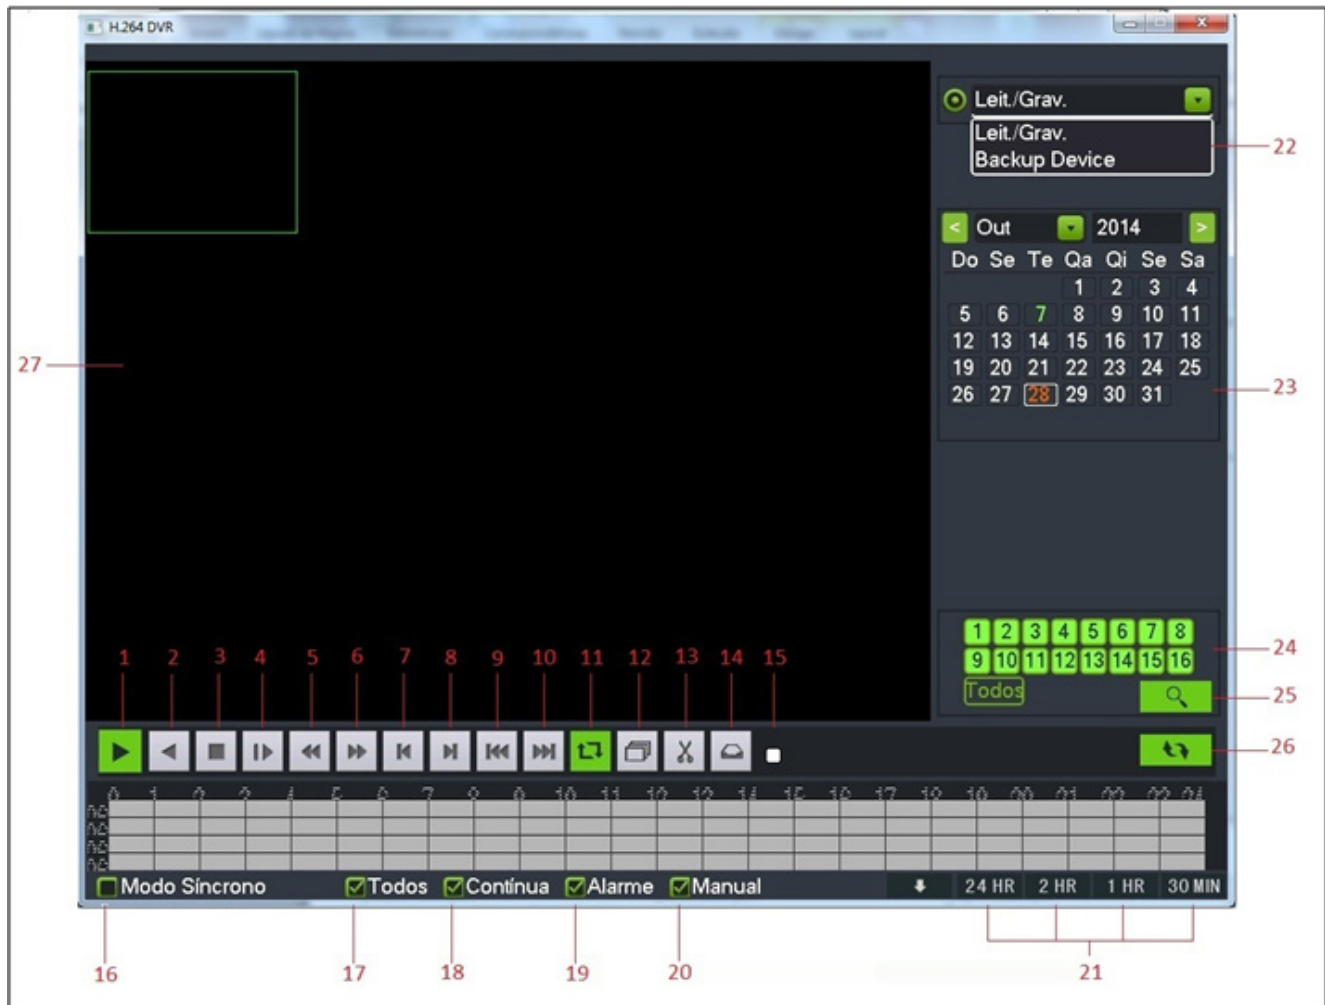 H.264 DVR
Leit./Grav.
Leit./Grav.
Backup Device
22
< Out 2014 >
Do Se Te Qa Qi Se Sa
1 2 3 4
5 6 7 8 9 10 11
12 13 14 15 16 17 18
19 20 21 22 23 24 25
26 27 28 29 30 31
27
23
1 2 3 4 5 6 7 8
9 10 11 12 13 14 15 16
Todos
24
25
26
1 2 3 4 5 6 7 8 9 10 11 12 13 14 15
Modo Síncrono Todos Contínua Alarme Manual 24 HR 2 HR 1 HR 30 MIN
16 17 18 19 20 21